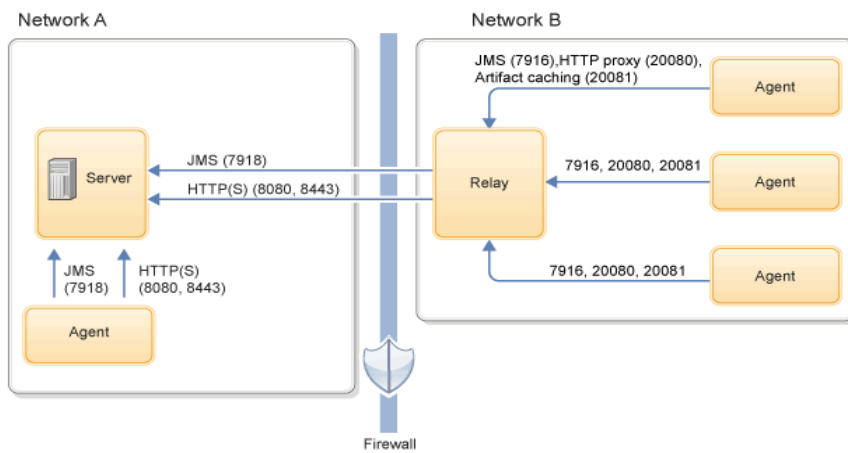 Network A
Network B
JMS (7916),HTTP proxy (20080),
Artifact caching (20081)
Agent
JMS (7918)
Server
HTTP(S) (8080, 8443)
Relay
7916, 20080, 20081
Agent
JMS
(7918)
HTTP(S)
(8080, 8443)
7916, 20080, 20081
Agent
Agent
Firewall